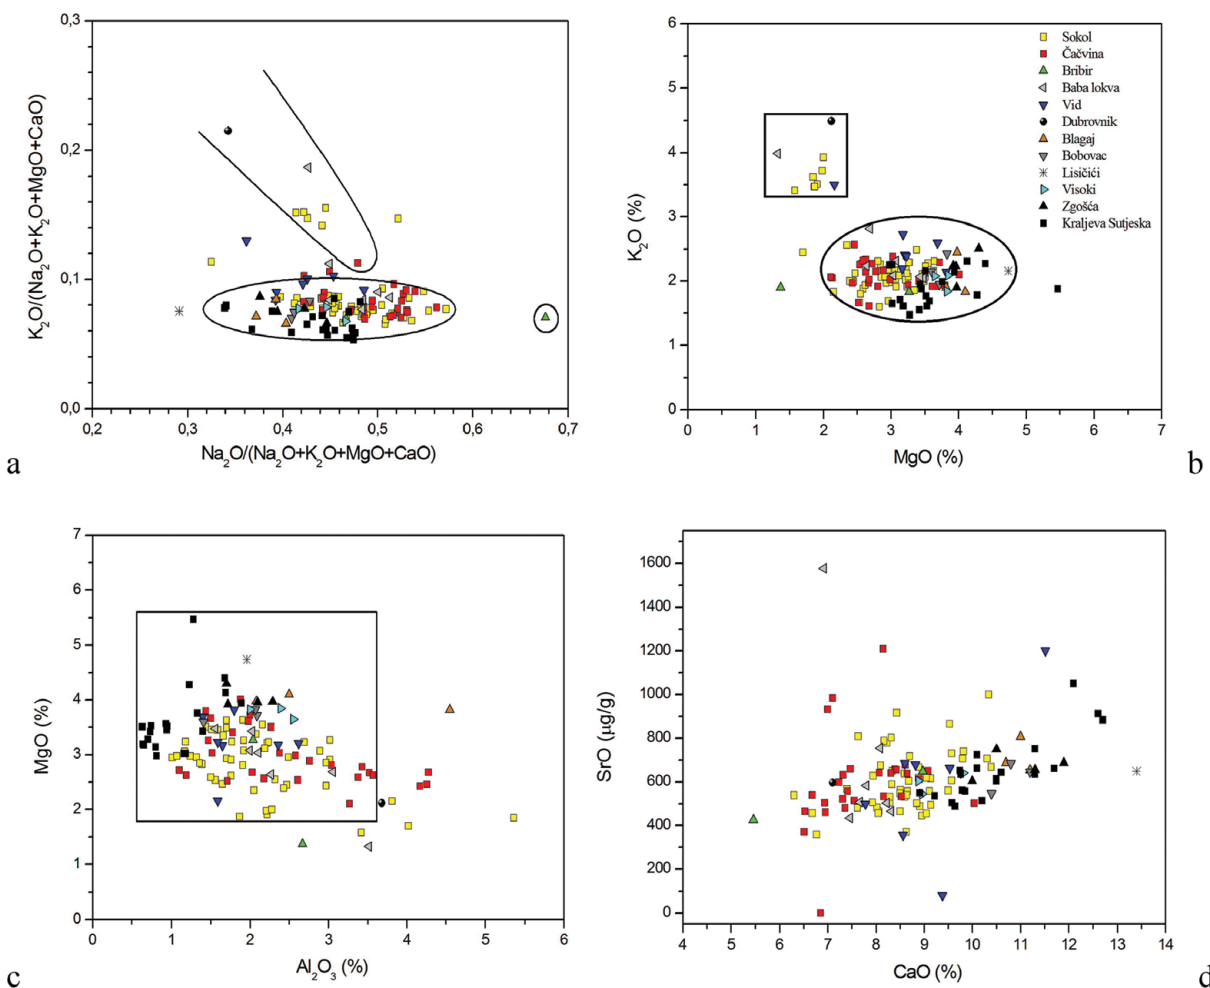 0,3
0,2
0,1
0,0
K2O/(Na2O+K2O+MgO+CaO)
0,2 0,3 0,4 0,5 0,6 0,7
Na2O/(Na2O+K2O+MgO+CaO)
a
6
5
4
3
2
1
0
K2O (%)
Sokol
Čačvina
Bribir
Baba lokva
Vid
Dubrovnik
Blagaj
Bobovac
Lisičići
Visoki
Zgošća
Kraljeva Sutjeska
0 1 2 3 4 5 6 7
MgO (%)
b
7
6
5
4
3
2
1
0
MgO (%)
0 1 2 3 4 5 6
Al2O3 (%)
c
1600
1400
1200
1000
800
600
400
200
0
SrO (μg/g)
4 5 6 7 8 9 10 11 12 13 14
CaO (%)
d